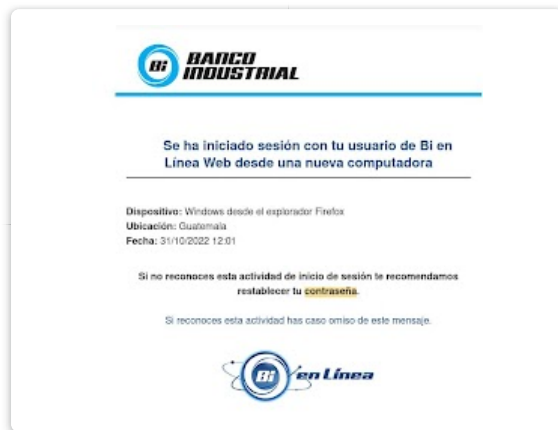 Bi BANCO
INDUSTRIAL
Se ha iniciado sesión con tu usuario de Bi en
Línea Web desde una nueva computadora
Dispositivo: Windows desde el explorador Firefox
Ubicación: Guatemala
Fecha: 31/10/2022 12:01
Si no reconoces esta actividad de inicio de sesión te recomendamos
restablecer tu contraseña.
Si reconoces esta actividad has caso omiso de este mensaje.
Bi en Línea